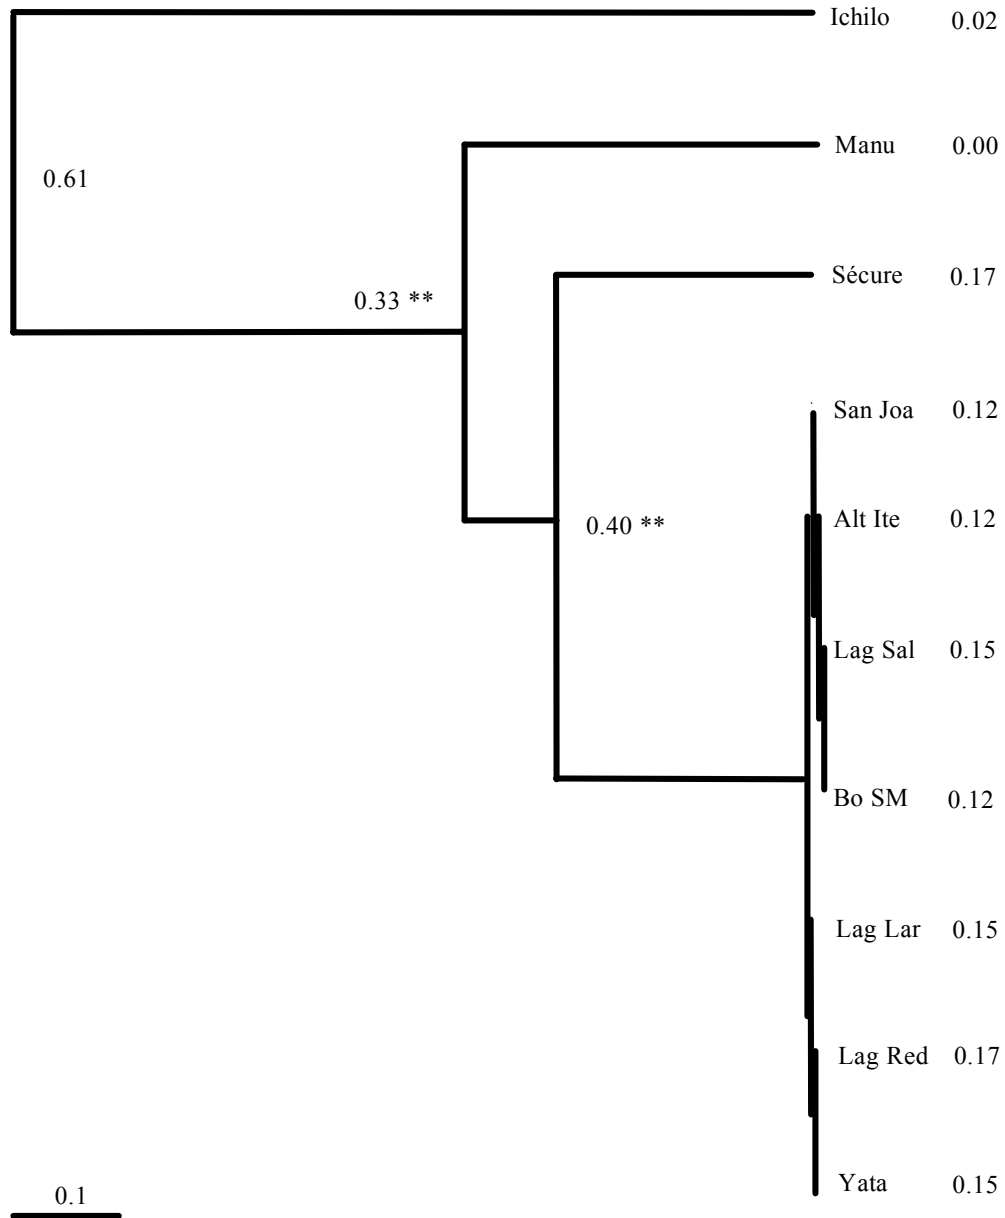 Ichilo 0.02
Manu 0.00
0.61
Sécure 0.17
0.33 **
San Joa 0.12
Alt Ite 0.12
0.40 **
Lag Sal 0.15
Bo SM 0.12
Lag Lar 0.15
Lag Red 0.17
Yata 0.15
0.1